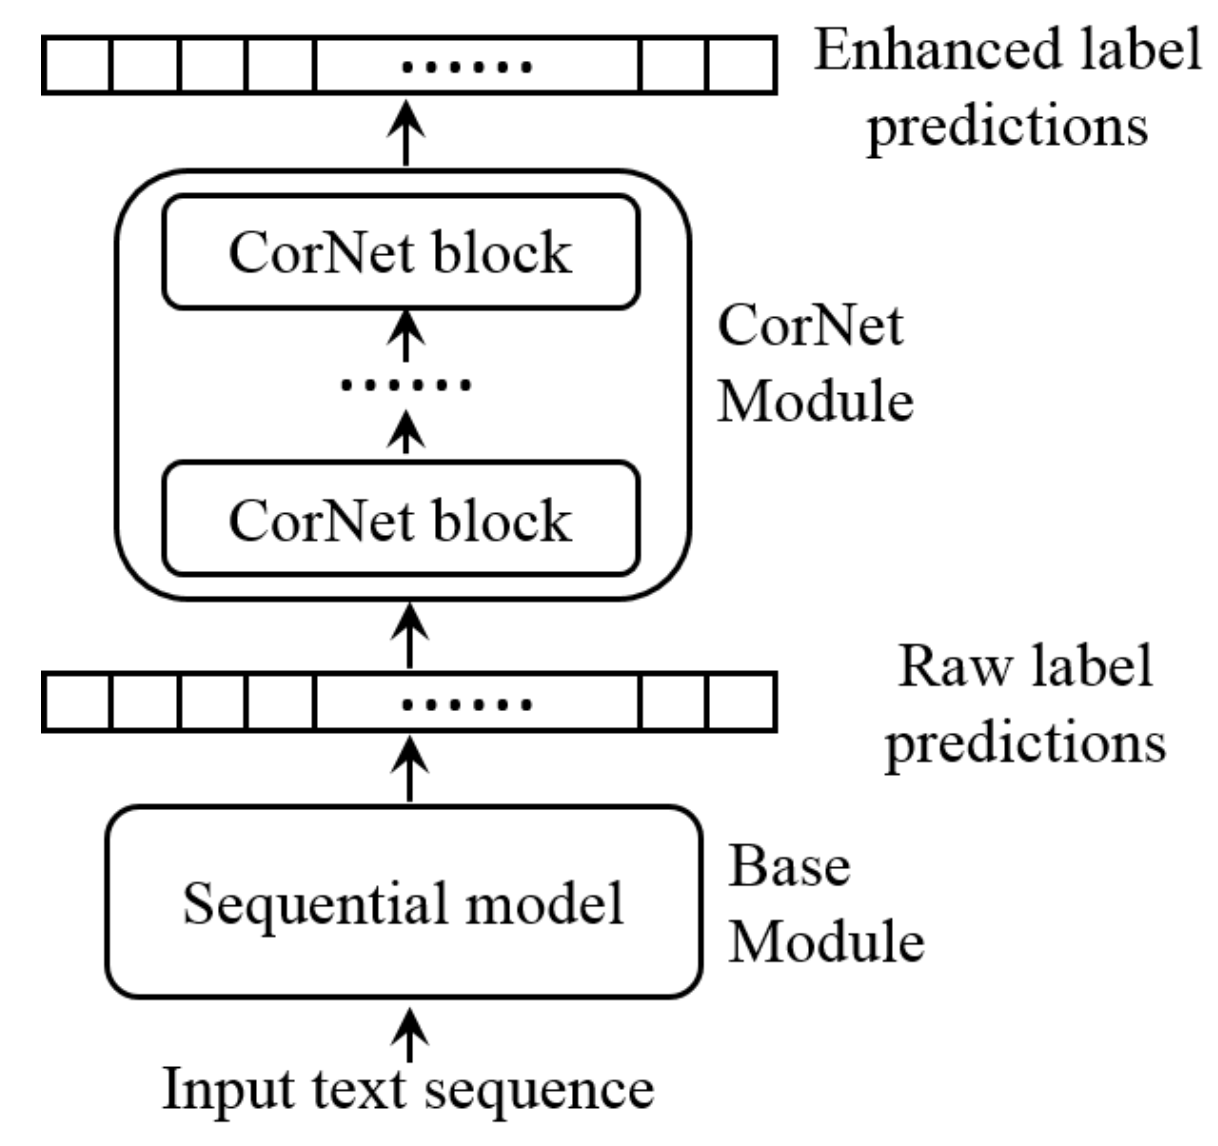 Enhanced label
predictions
CorNet block
......
CorNet
Module
......
CorNet block
Raw label
predictions
......
Sequential model
Base
Module
Input text sequence